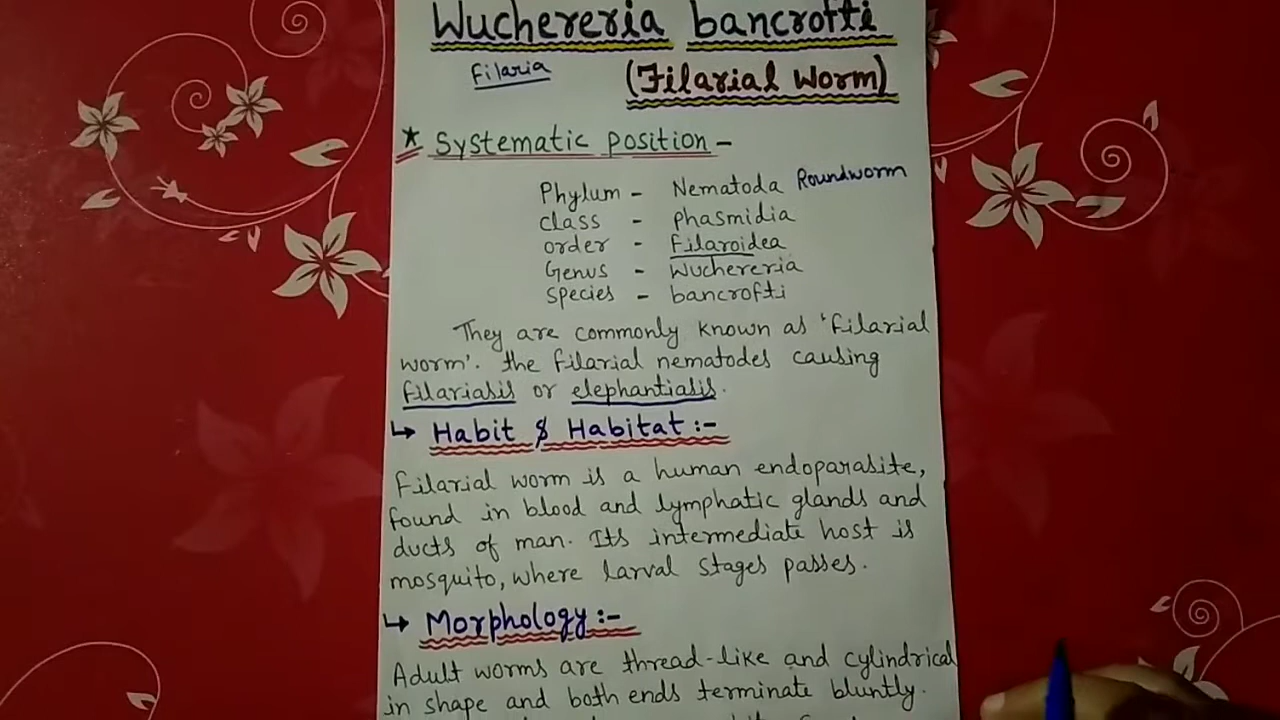 Wuchereria bancrofti
Filaria (Filarial Worm)
* Systematic position -
Phylum - Nematoda Roundworm
class - phasmidia
order - Filaroidea
Genus - Wuchereria
species - bancrofti
They are commonly known as 'filarial
worm'. the filarial nematodes causing
filariasis or elephantiasis.
↳ Habit & Habitat :-
Filarial worm is a human endoparasite,
found in blood and lymphatic glands and
ducts of man. Its intermediate host is
mosquito, where larval stages passes.
↳ Morphology :-
Adult worms are thread-like and cylindrical
in shape and both ends terminate bluntly.